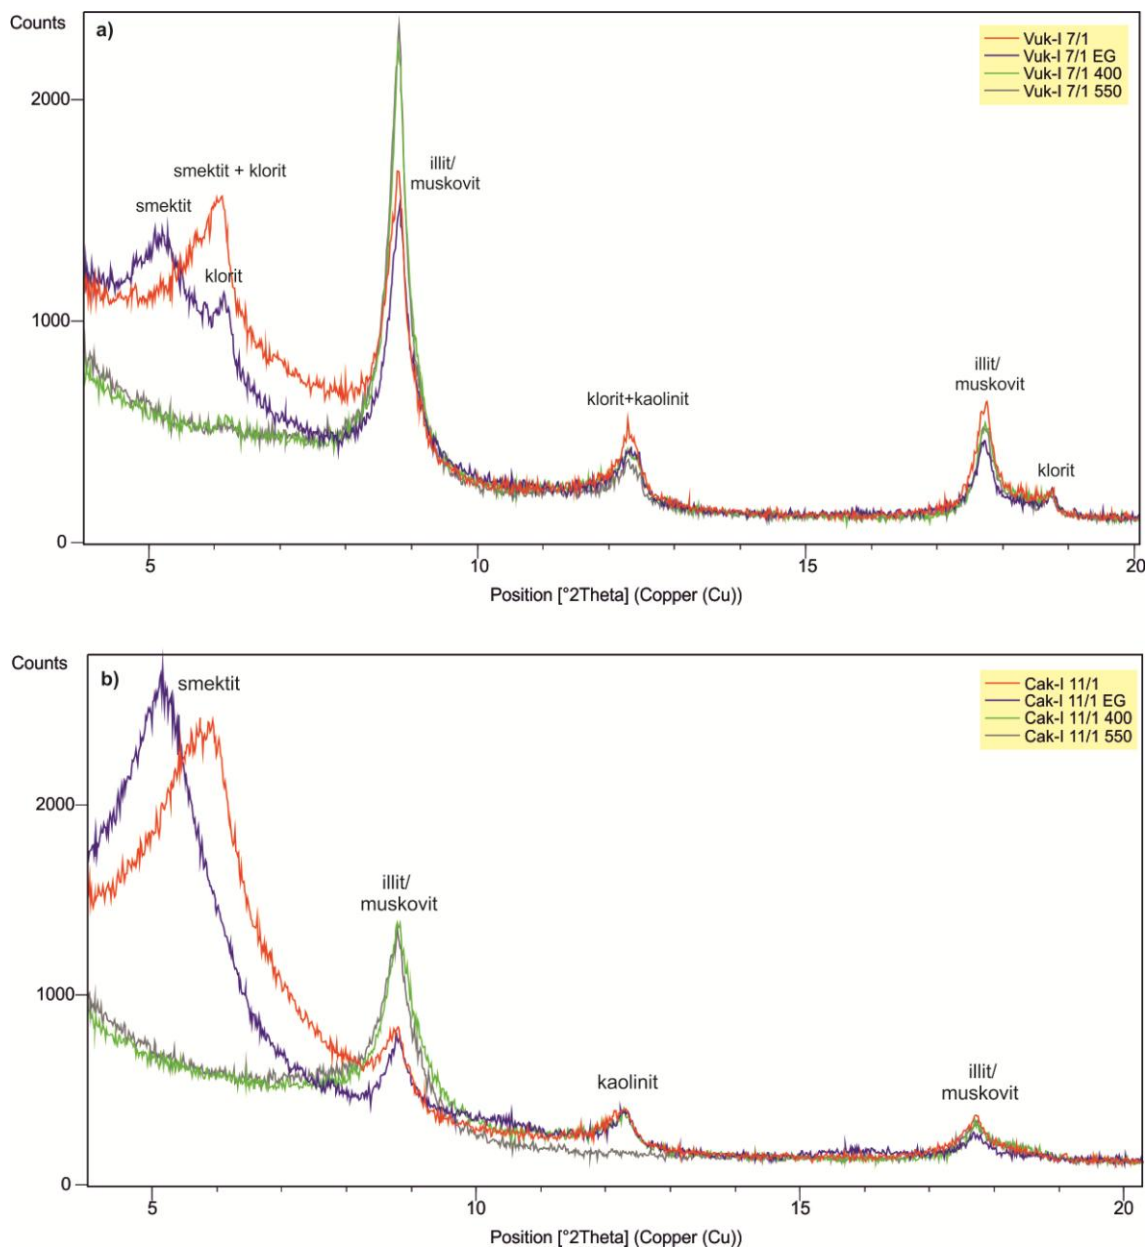 Counts
a)
Vuk-I 7/1
Vuk-I 7/1 EG
Vuk-I 7/1 400
Vuk-I 7/1 550
2000
smektit + klorit
illit/
muskovit
smektit
klorit
1000
illit/
muskovit
klorit+kaolinit
klorit
0
5
10
15
20
Position [°2Theta] (Copper (Cu))
Counts
b)
smektit
Cak-I 11/1
Cak-I 11/1 EG
Cak-I 11/1 400
Cak-I 11/1 550
2000
illit/
muskovit
1000
kaolinit
illit/
muskovit
0
5
10
15
20
Position [°2Theta] (Copper (Cu))